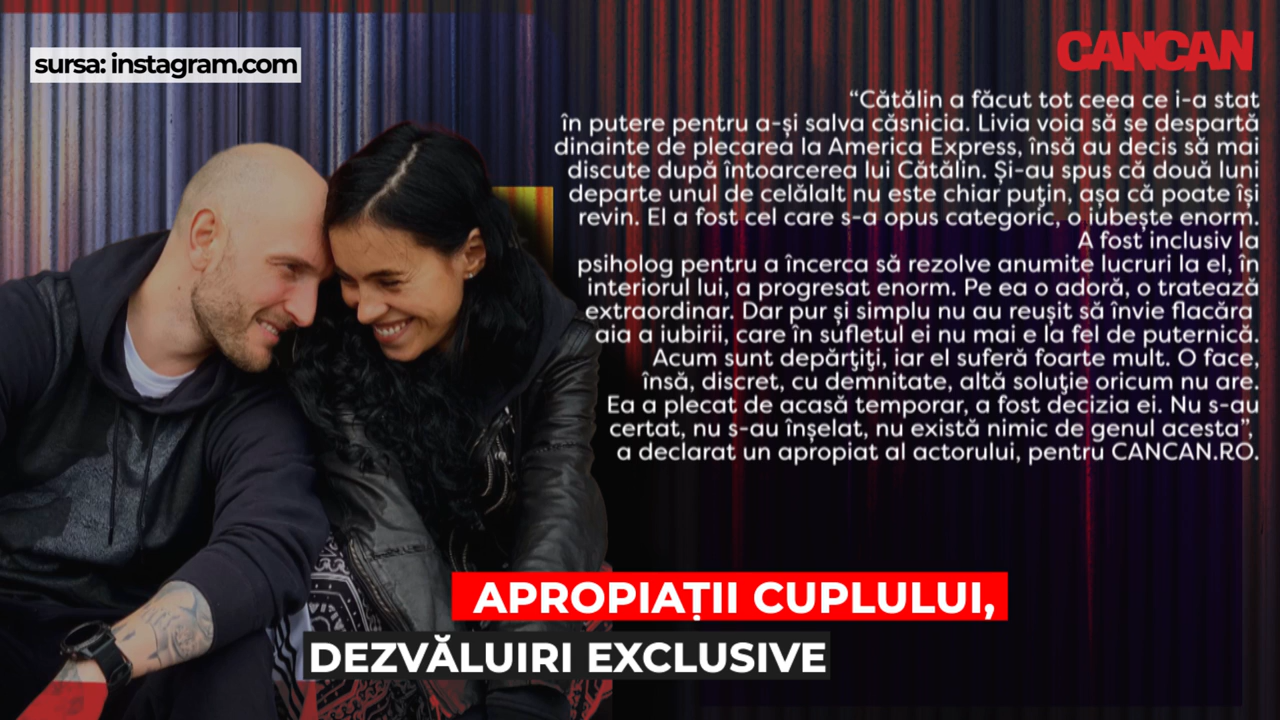 sursa: instagram.com
CANCAN
“Cătălin a făcut tot ceea ce i-a stat
în putere pentru a-și salva căsnicia. Livia voia să se despartă
dinainte de plecarea la America Express, însă au decis să mai
discute după întoarcerea lui Cătălin. Și-au spus că două luni
departe unul de celălalt nu este chiar puţin, așa că poate își
revin. El a fost cel care s-a opus categoric, o iubește enorm.
A fost inclusiv la
psiholog pentru a încerca să rezolve anumite lucruri la el, în
interiorul lui, a progresat enorm. Pe ea o adoră, o tratează
extraordinar. Dar pur și simplu nu au reușit să învie flacăra
aia a iubirii, care în sufletul ei nu mai e la fel de puternică.
Acum sunt depărţiţi, iar el suferă foarte mult. O face,
însă, discret, cu demnitate, altă soluţie oricum nu are.
Ea a plecat de acasă temporar, a fost decizia ei. Nu s-au
certat, nu s-au înșelat, nu există nimic de genul acesta”,
a declarat un apropiat al actorului, pentru CANCAN.RO.
APROPIAȚII CUPLULUI,
DEZVĂLUIRI EXCLUSIVE